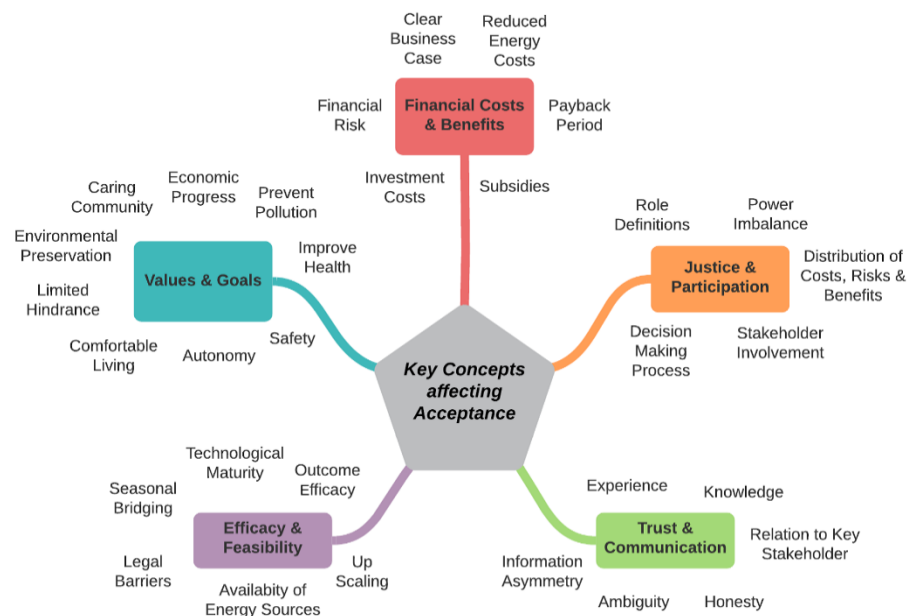 Clear
Business
Case
Reduced
Energy
Costs
Financial
Risk
Financial Costs
& Benefits
Payback
Period
Investment
Costs
Subsidies
Caring
Community
Economic
Progress
Prevent
Pollution
Environmental
Preservation
Values & Goals
Improve
Health
Limited
Hindrance
Comfortable
Living
Autonomy
Safety
Role
Definitions
Power
Imbalance
Justice &
Participation
Distribution of
Costs, Risks &
Benefits
Decision
Making
Process
Stakeholder
Involvement
Key Concepts
affecting
Acceptance
Technological
Maturity
Outcome
Efficacy
Seasonal
Bridging
Efficacy &
Feasibility
Legal
Barriers
Availabity of
Energy Sources
Up
Scaling
Experience
Knowledge
Trust &
Communication
Relation to Key
Stakeholder
Information
Asymmetry
Ambiguity
Honesty